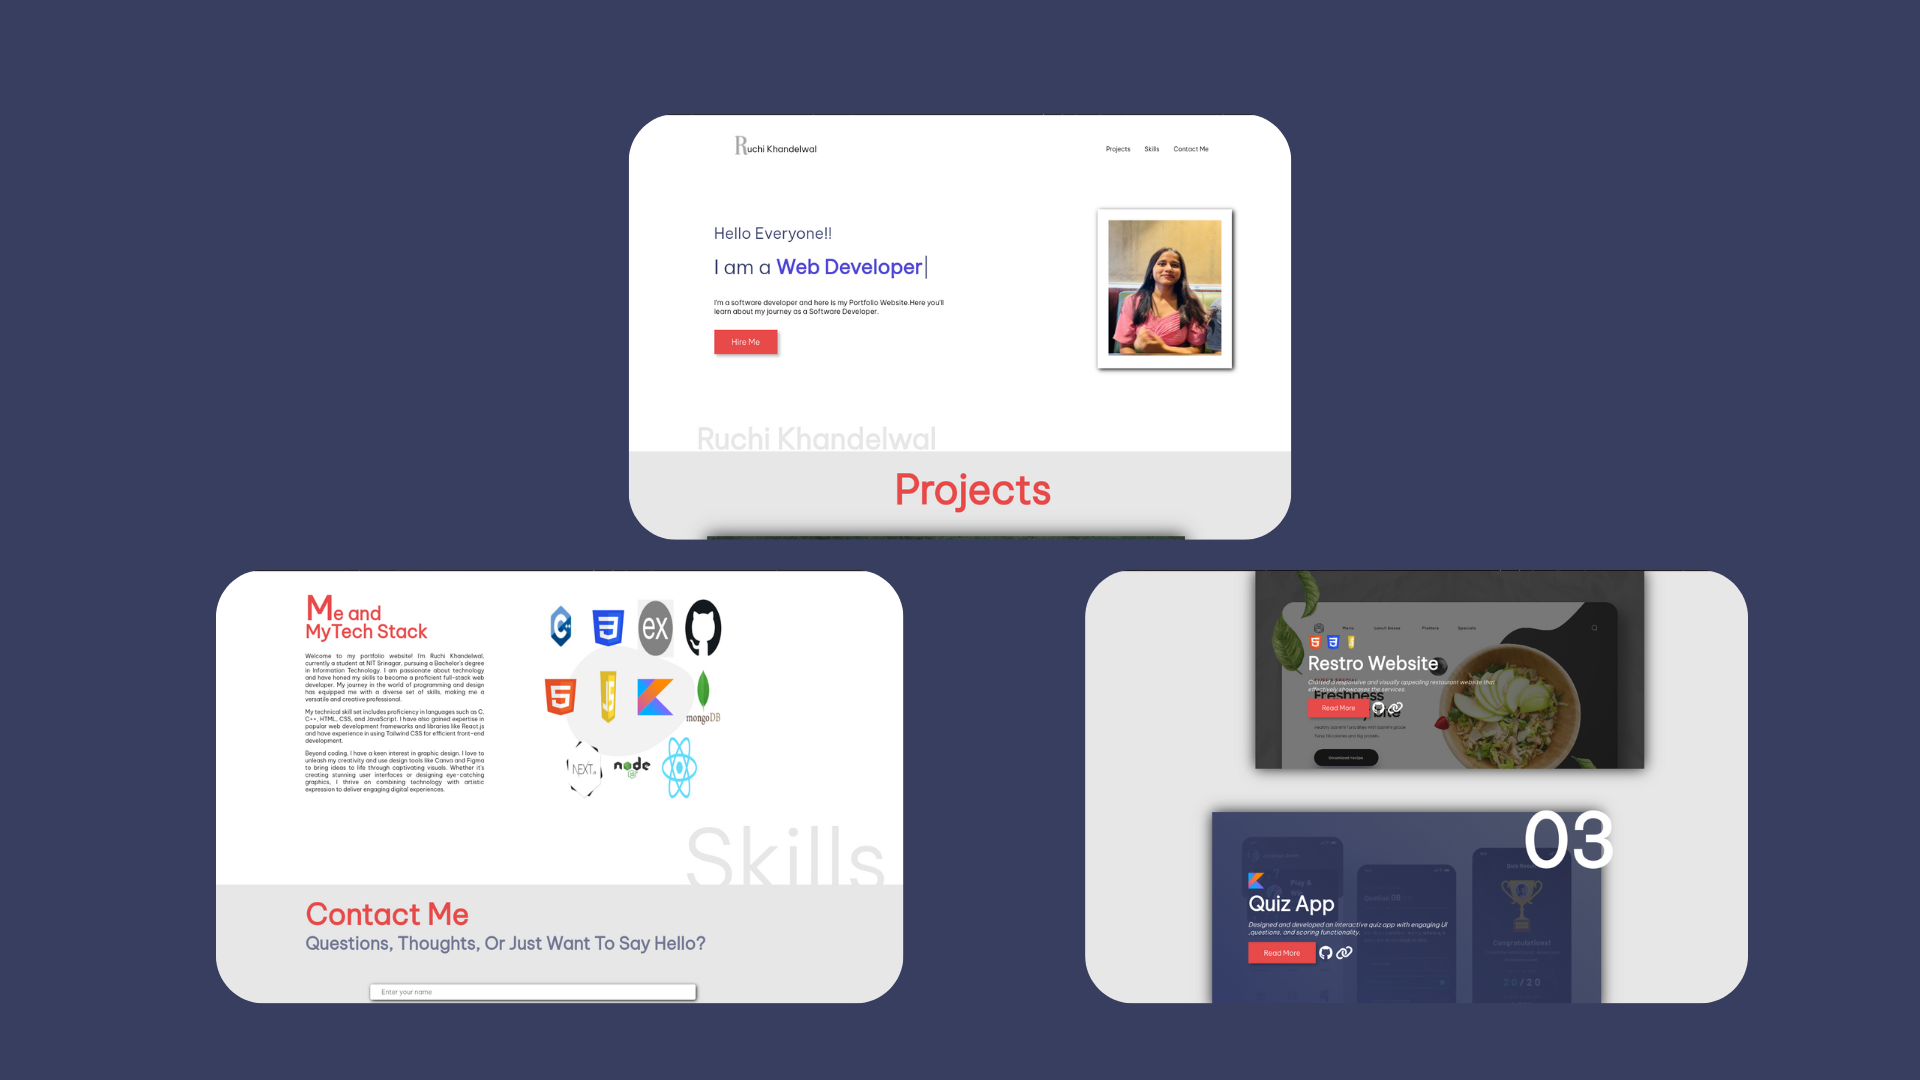 Ruchi Khandelwal
Projects Skills Contact Me
Hello Everyone!!
I am a Web Developer|
I'm a software developer and here is my Portfolio Website.Here you'll
learn about my journey as a Software Developer.
Hire Me
Ruchi Khandelwal
Projects
Me and
MyTech Stack
Welcome to my portfolio website! I'm Ruchi Khandelwal,
currently a student at NIT Srinagar, pursuing a Bachelor's degree
in Information Technology. I am passionate about technology
and have honed my skills to become a proficient full-stack web
developer. My journey in the world of programming and design
has equipped me with a diverse set of skills, making me a
versatile and creative professional.
My technical skill set includes proficiency in languages such as C,
C++, HTML, CSS, and JavaScript. I have also gained expertise in
popular web development frameworks and libraries like React.js
and have experience in using Tailwind CSS for efficient front-end
development.
Beyond coding, I have a keen interest in graphic design. I love to
unleash my creativity and use design tools like Canva and Figma
to bring ideas to life through captivating visuals. Whether it's
creating stunning user interfaces or designing eye-catching
graphics, I thrive on combining technology with artistic
expression to deliver engaging digital experiences.
C++
3
ex
5
JS
mongoDB
NEXT
node
Skills
Contact Me
Questions, Thoughts, Or Just Want To Say Hello?
Enter your name
Menu Specials
5 3
Restro Website
Crafted a responsive and visually appealing restaurant website that
effectively showcases the services.
Freshness
Read More
Download recipe
03
Quiz App
Designed and developed an interactive quiz app with engaging UI
,questions, and scoring functionality.
Read More
Congratulations!
20/20